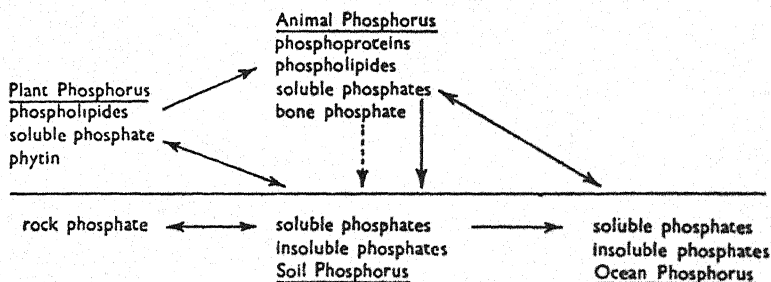 Animal Phosphorus
phosphoproteins
phospholipides
soluble phosphates
bone phosphate
Plant Phosphorus
phospholipides
soluble phosphate
phytin
rock phosphate
soluble phosphates
insoluble phosphates
Soil Phosphorus
soluble phosphates
insoluble phosphates
Ocean Phosphorus